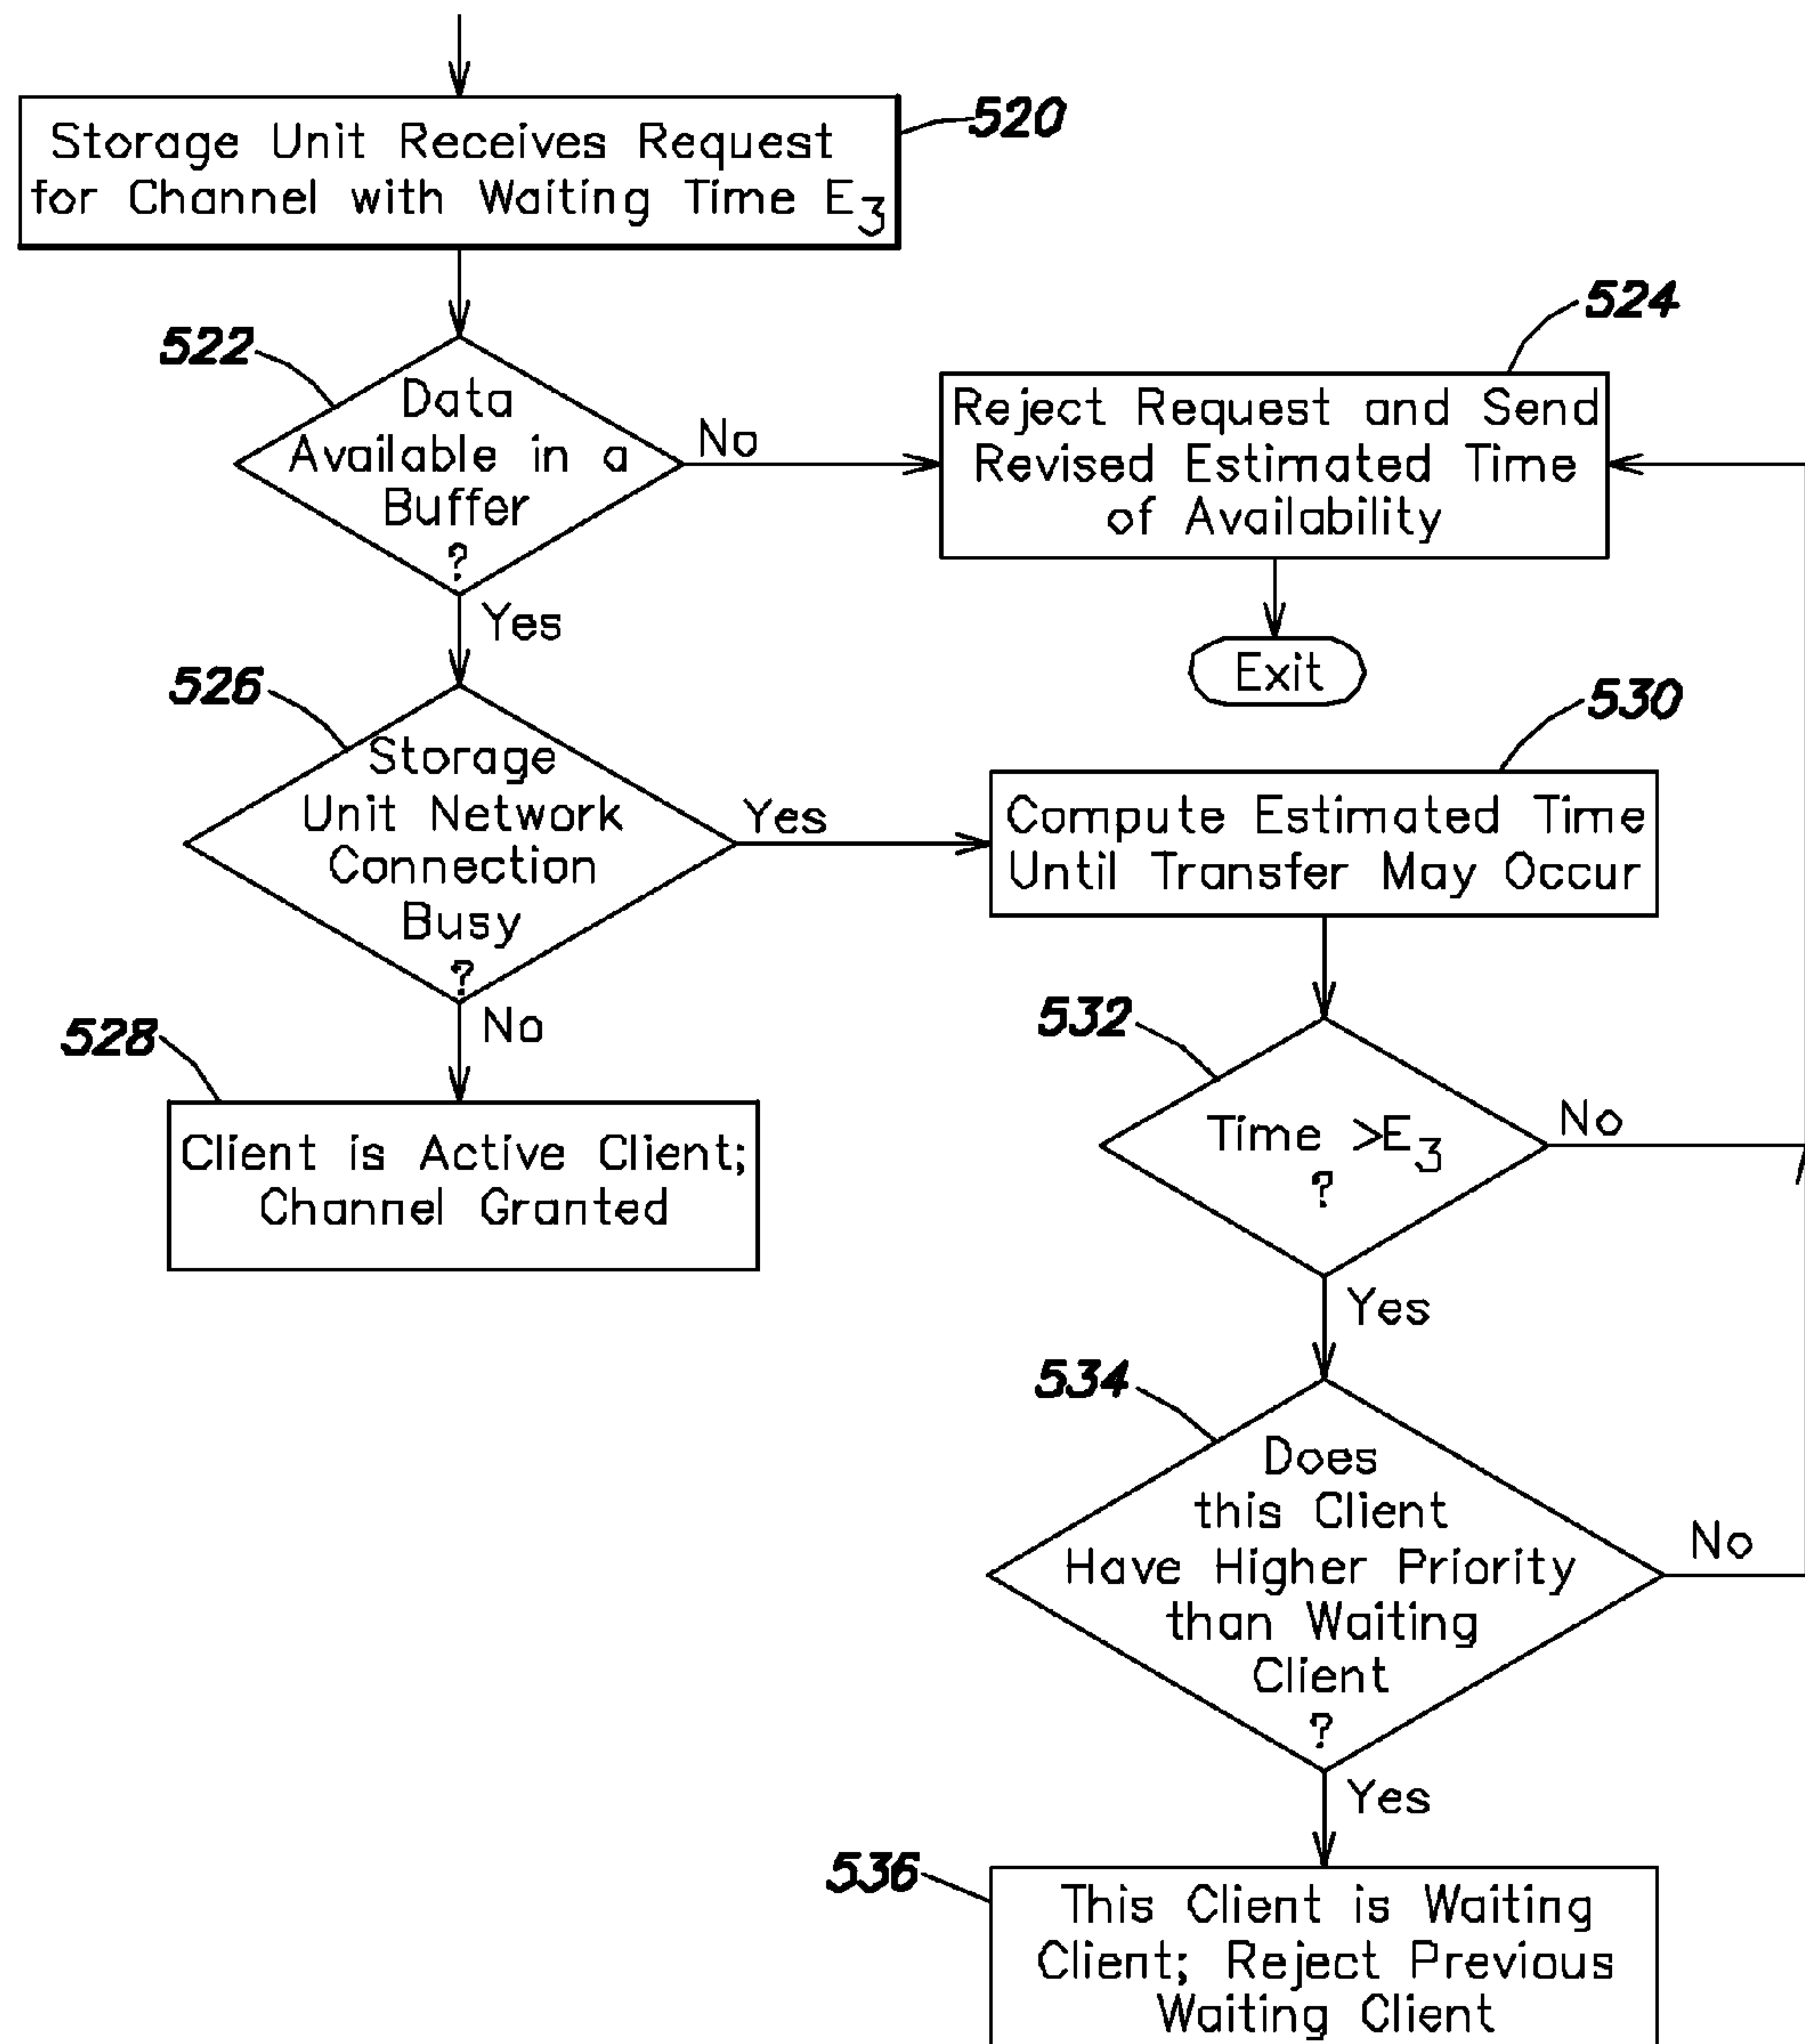 520
Storage Unit Receives Request
for Channel with Waiting Time E3
522
Data
Available in a
Buffer
?
No
Yes
524
Reject Request and Send
Revised Estimated Time
of Availability
Exit
526
Storage
Unit Network
Connection
Busy
?
Yes
No
528
Client is Active Client;
Channel Granted
530
Compute Estimated Time
Until Transfer May Occur
532
Time >E3
?
No
Yes
534
Does
this Client
Have Higher Priority
than Waiting
Client
?
No
Yes
536
This Client is Waiting
Client; Reject Previous
Waiting Client